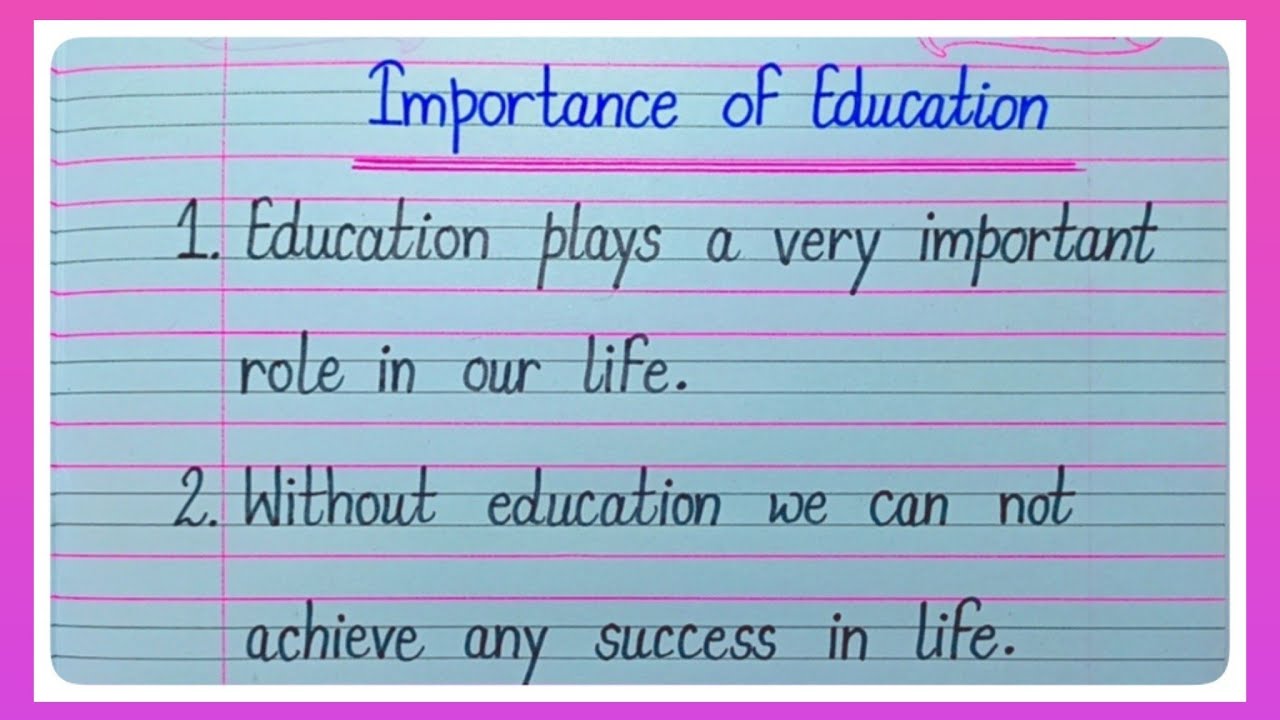 Importance of Education
1. Education plays a very important
role in our life.
2. Without education we can not
achieve any success in life.